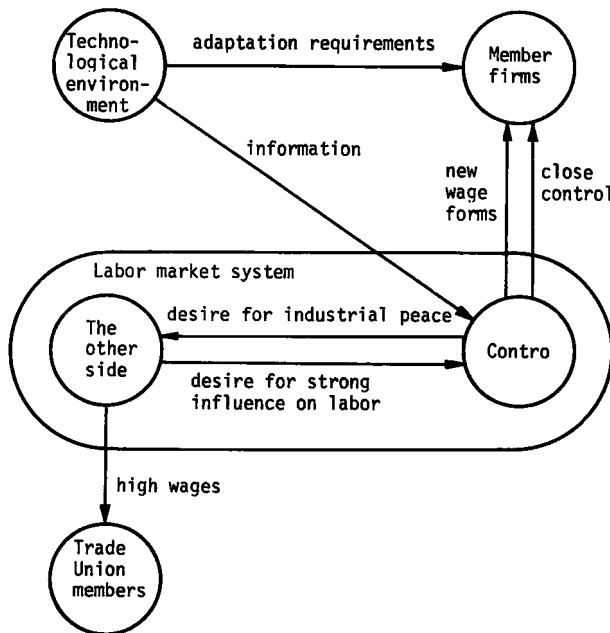 Techno-
logical
environ-
ment
adaptation requirements
Member
firms
information
new
wage
forms
close
control
Labor market system
The
other
side
desire for industrial peace
desire for strong
influence on labor
Contro
high wages
Trade
Union
members